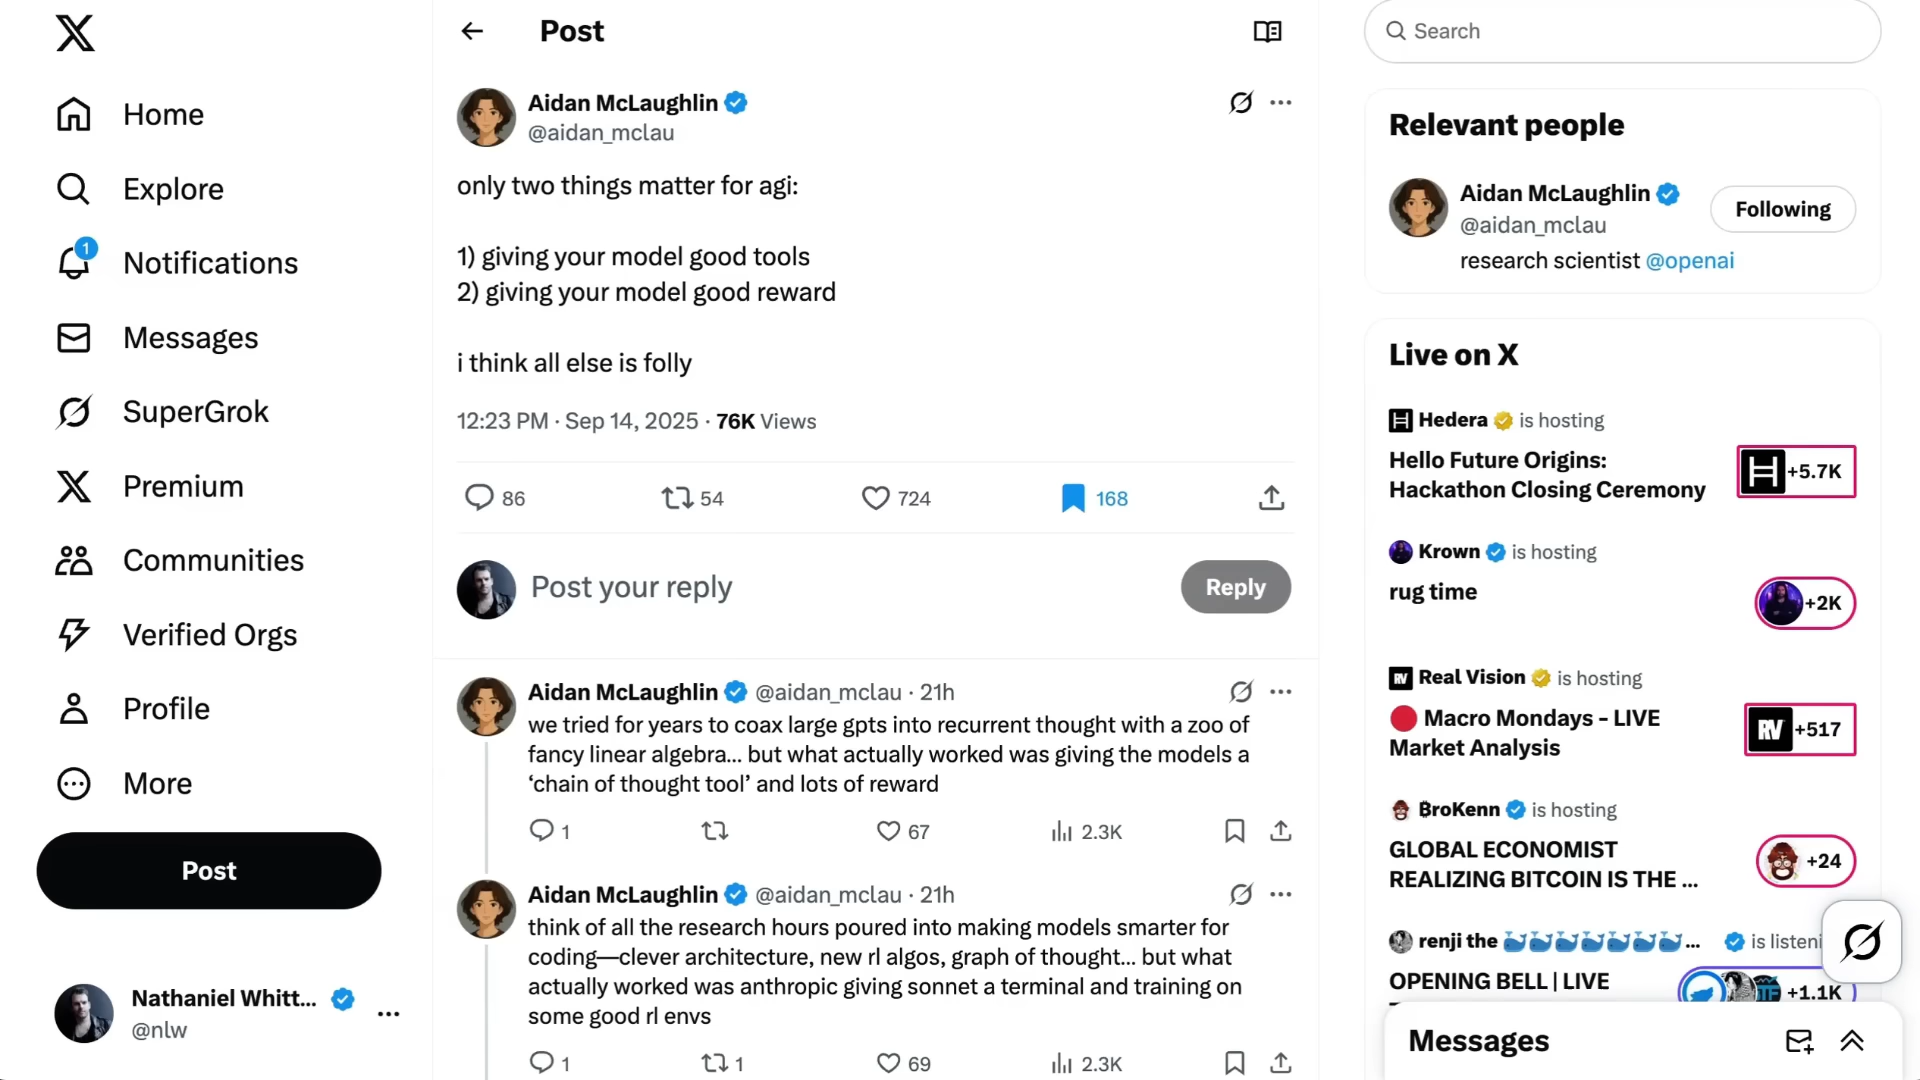 Home
Explore
1
Notifications
Messages
SuperGrok
Premium
Communities
Verified Orgs
Profile
More
Post
Nathaniel Whitt...
@nlw
Post
Aidan McLaughlin
@aidan_mclau
only two things matter for agi:
1) giving your model good tools
2) giving your model good reward
i think all else is folly
12:23 PM · Sep 14, 2025 · 76K Views
86
54
724
168
Post your reply
Reply
Aidan McLaughlin @aidan_mclau · 21h
we tried for years to coax large gpts into recurrent thought with a zoo of
fancy linear algebra... but what actually worked was giving the models a
‘chain of thought tool’ and lots of reward
1
67
2.3K
Aidan McLaughlin @aidan_mclau · 21h
think of all the research hours poured into making models smarter for
coding—clever architecture, new rl algos, graph of thought... but what
actually worked was anthropic giving sonnet a terminal and training on
some good rl envs
1
1
69
2.3K
Search
Relevant people
Aidan McLaughlin
@aidan_mclau
Following
research scientist @openai
Live on X
Hedera is hosting
Hello Future Origins:
Hackathon Closing Ceremony
+5.7K
Krown is hosting
rug time
+2K
RV Real Vision is hosting
Macro Mondays - LIVE
Market Analysis
RV +517
₿roKenn is hosting
GLOBAL ECONOMIST
REALIZING BITCOIN IS THE ...
+24
renji the 🐳🐳🐳🐳🐳🐳🐳... is listeni
OPENING BELL | LIVE
+1.1K
Messages